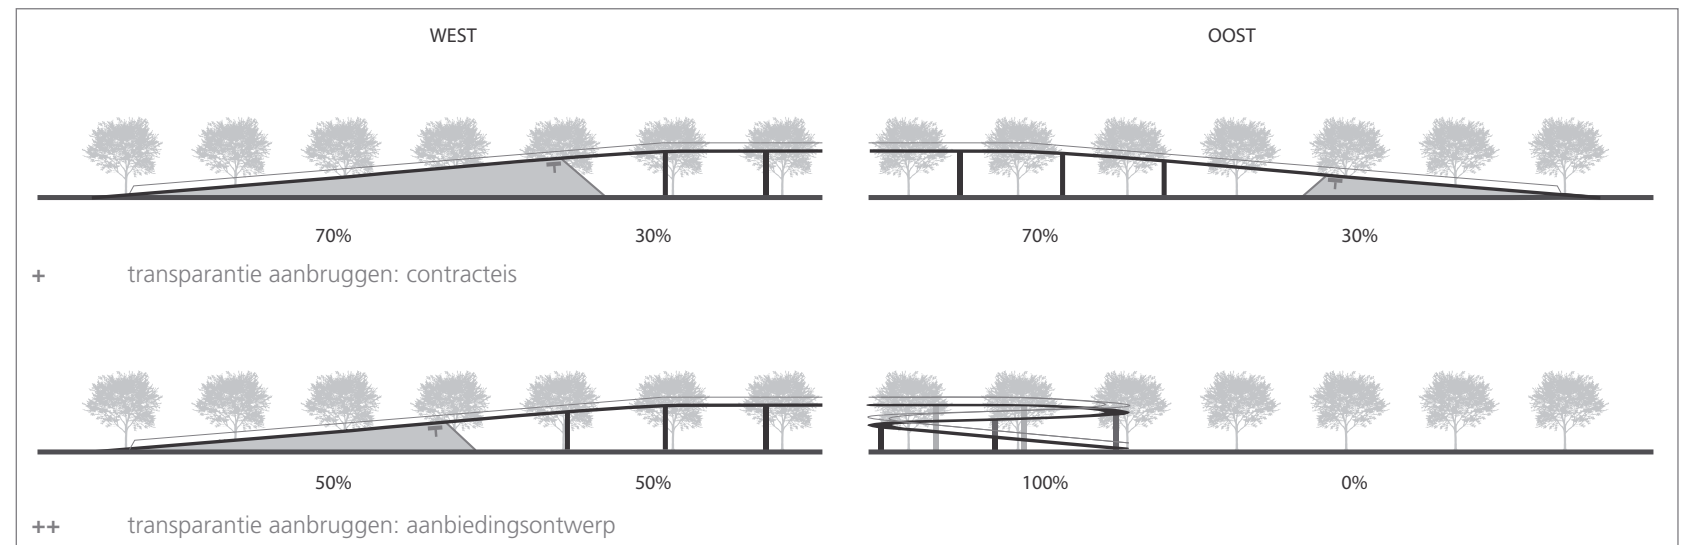 WEST OOST
70% 30% 70% 30%
+ transparantie aanbruggen: contracteis
50% 50% 100% 0%
++ transparantie aanbruggen: aanbiedingsontwerp